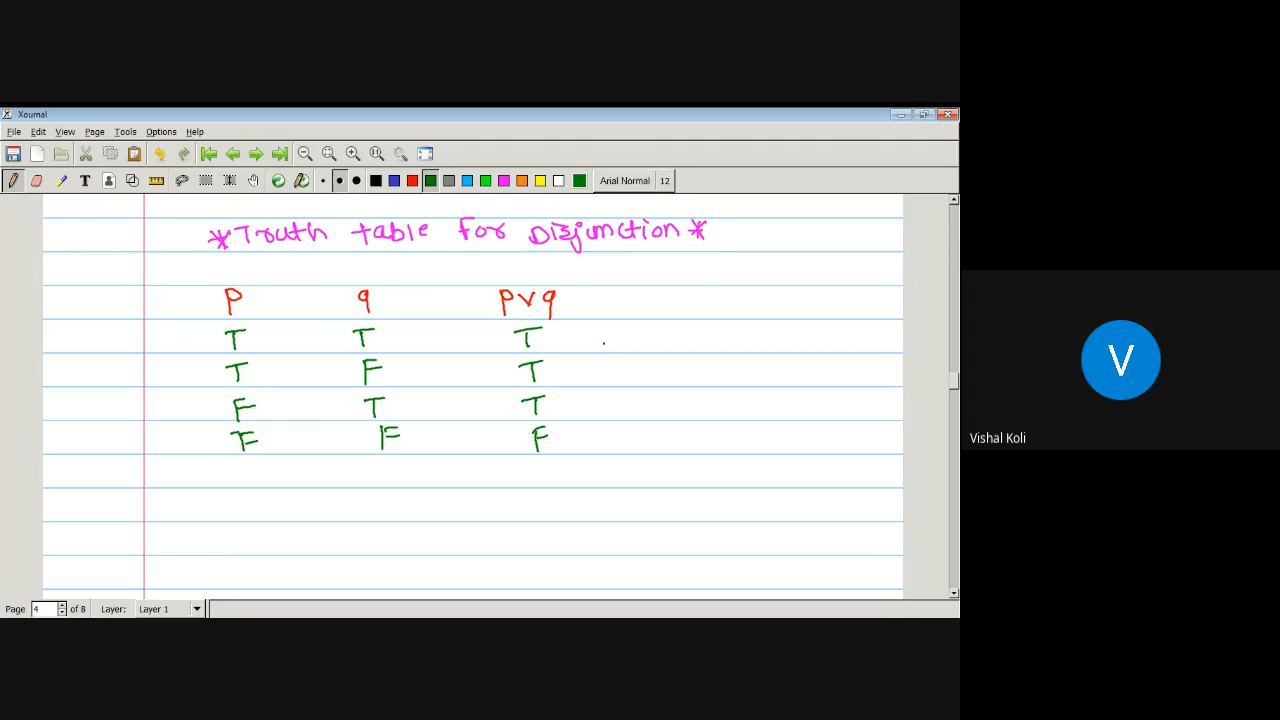 Xournal
File Edit View Page Tools Options Help
T Arial Normal 12
*Truth table for Disjunction*
p q p∨q
T T T
T F T
F T T
F F F
Page 4 of 8 Layer: Layer 1
V
Vishal Koli